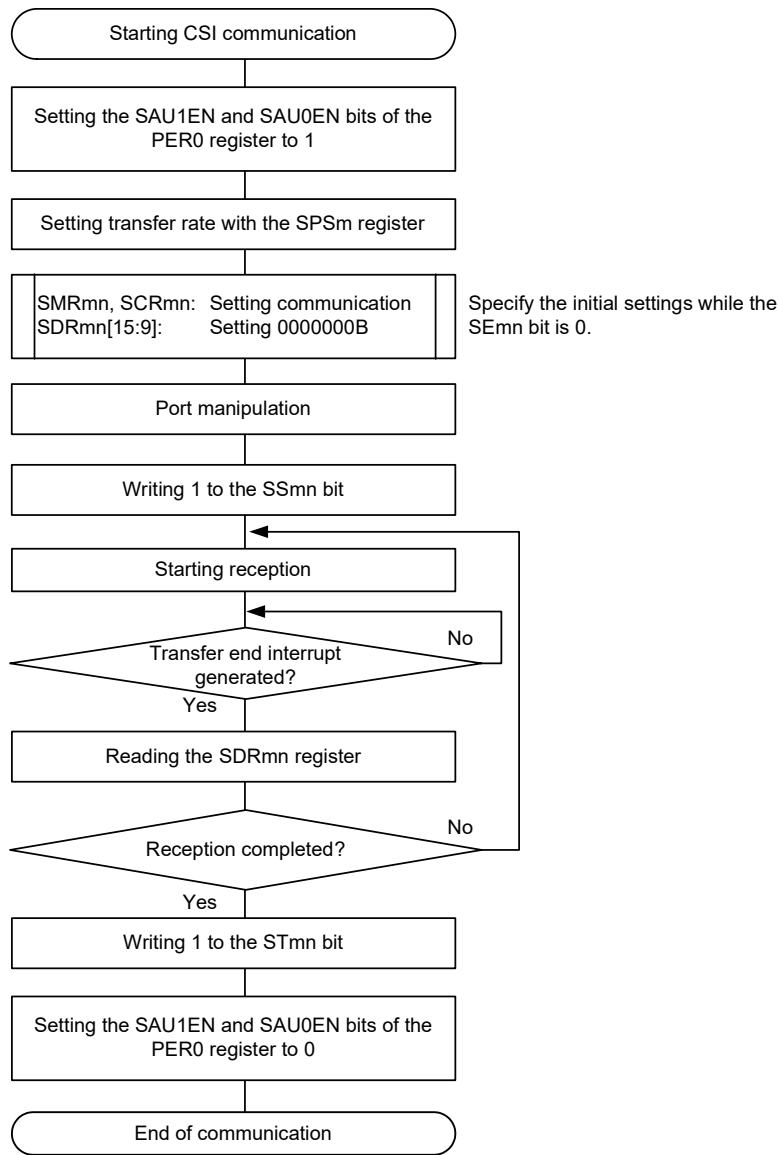 Starting CSI communication
Setting the SAU1EN and SAU0EN bits of the
PER0 register to 1
Setting transfer rate with the SPSm register
SMRmn, SCRmn: Setting communication
SDRmn[15:9]: Setting 0000000B
Specify the initial settings while the
SEmn bit is 0.
Port manipulation
Writing 1 to the SSmn bit
Starting reception
Transfer end interrupt
generated?
No
Yes
Reading the SDRmn register
Reception completed?
No
Yes
Writing 1 to the STmn bit
Setting the SAU1EN and SAU0EN bits of the
PER0 register to 0
End of communication